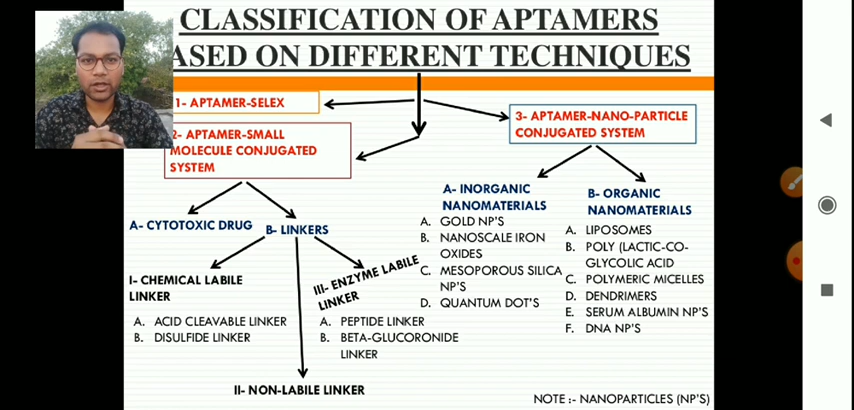 CLASSIFICATION OF APTAMERS
ASED ON DIFFERENT TECHNIQUES
1- APTAMER-SELEX
2- APTAMER-SMALL
MOLECULE CONJUGATED
SYSTEM
3- APTAMER-NANO-PARTICLE
CONJUGATED SYSTEM
A- CYTOTOXIC DRUG
B- LINKERS
I- CHEMICAL LABILE
LINKER
A. ACID CLEAVABLE LINKER
B. DISULFIDE LINKER
III- ENZYME LABILE
LINKER
A. PEPTIDE LINKER
B. BETA-GLUCORONIDE
LINKER
II- NON-LABILE LINKER
A- INORGANIC
NANOMATERIALS
A. GOLD NP'S
B. NANOSCALE IRON
OXIDES
C. MESOPOROUS SILICA
NP'S
D. QUANTUM DOT'S
B- ORGANIC
NANOMATERIALS
A. LIPOSOMES
B. POLY (LACTIC-CO-
GLYCOLIC ACID
C. POLYMERIC MICELLES
D. DENDRIMERS
E. SERUM ALBUMIN NP'S
F. DNA NP'S
NOTE :- NANOPARTICLES (NP'S)